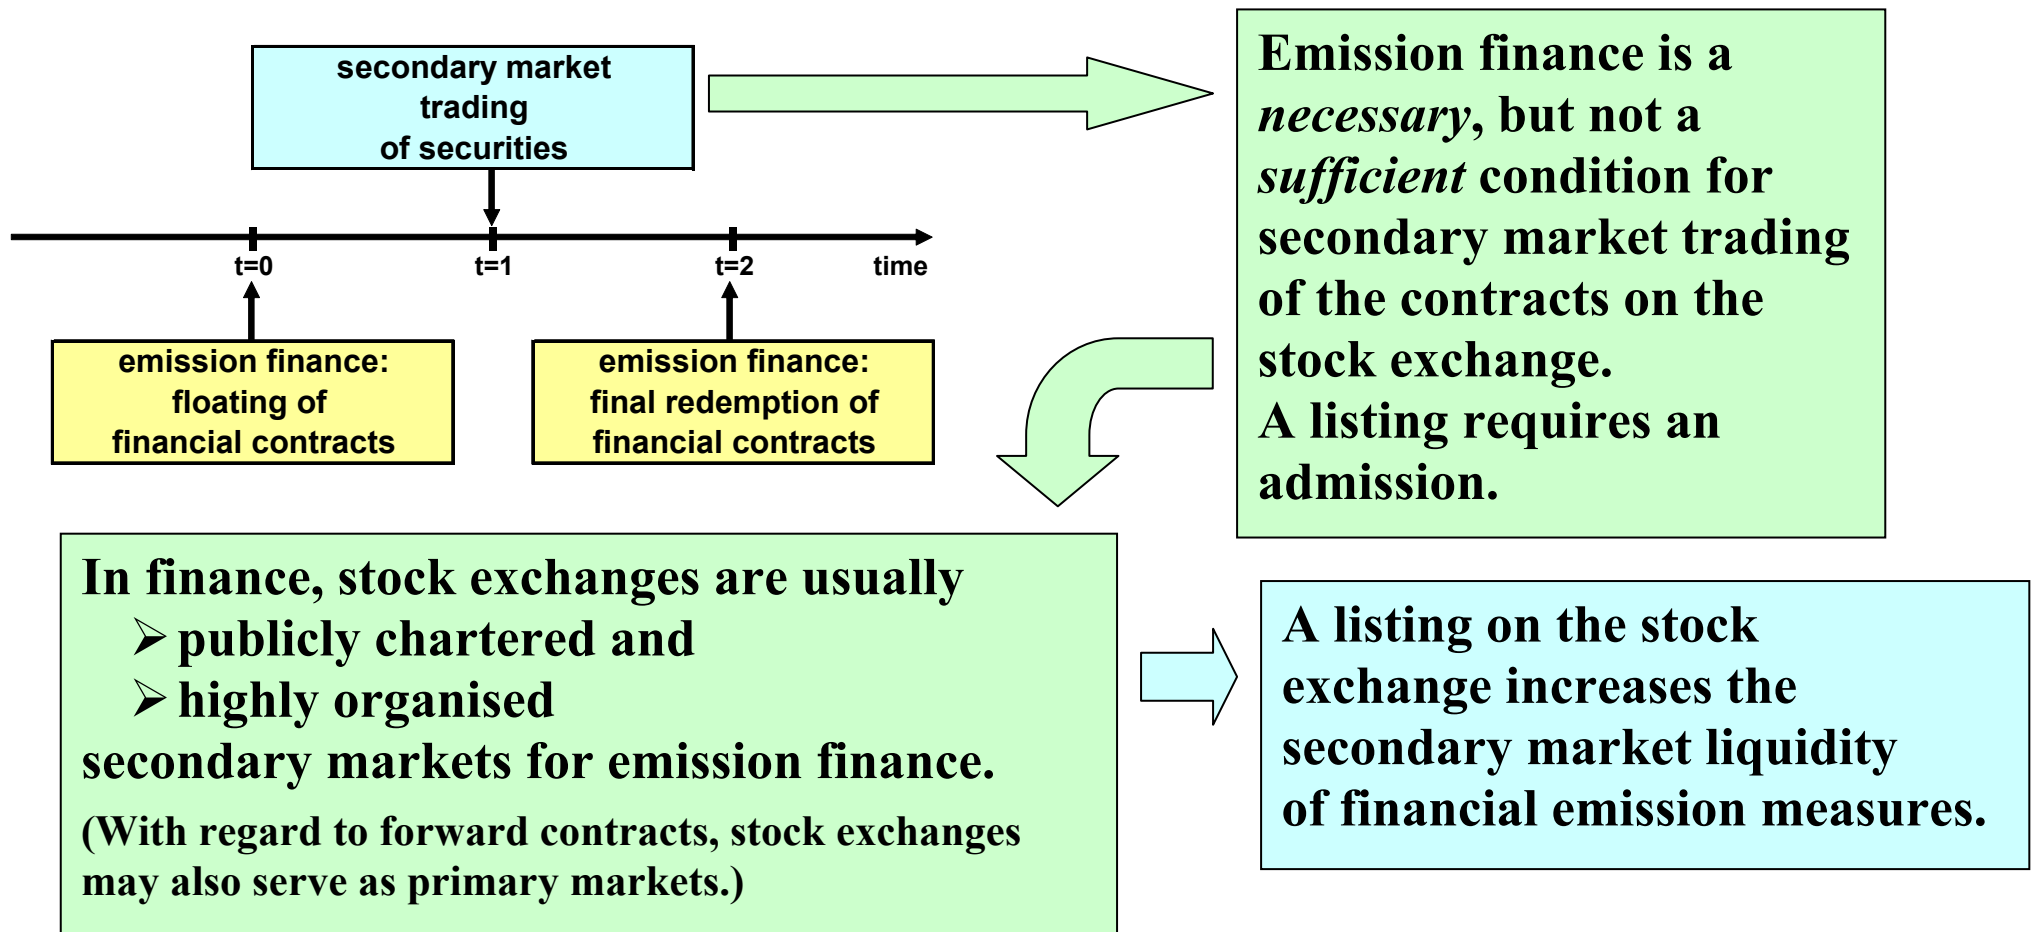 secondary market
trading
of securities
t=0
t=1
t=2
time
emission finance:
floating of
financial contracts
emission finance:
final redemption of
financial contracts
Emission finance is a
necessary, but not a
sufficient condition for
secondary market trading
of the contracts on the
stock exchange.
A listing requires an
admission.
In finance, stock exchanges are usually
➢ publicly chartered and
➢ highly organised
secondary markets for emission finance.
(With regard to forward contracts, stock exchanges
may also serve as primary markets.)
A listing on the stock
exchange increases the
secondary market liquidity
of financial emission measures.